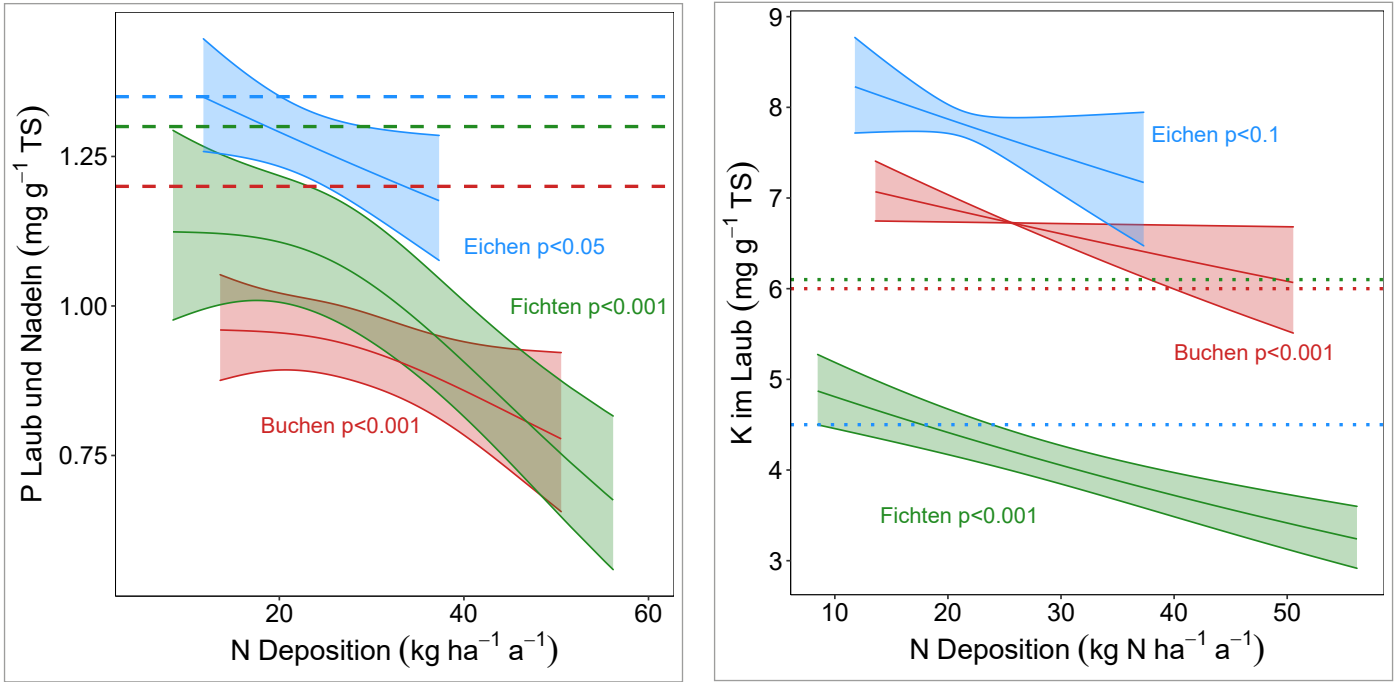 P Laub und Nadeln (mg g⁻¹ TS)
1.25
1.00
0.75
Eichen p<0.05
Fichten p<0.001
Buchen p<0.001
20
40
60
N Deposition (kg ha⁻¹ a⁻¹)
K im Laub (mg g⁻¹ TS)
9
8
7
6
5
4
3
Eichen p<0.1
Buchen p<0.001
Fichten p<0.001
10
20
30
40
50
N Deposition (kg N ha⁻¹ a⁻¹)